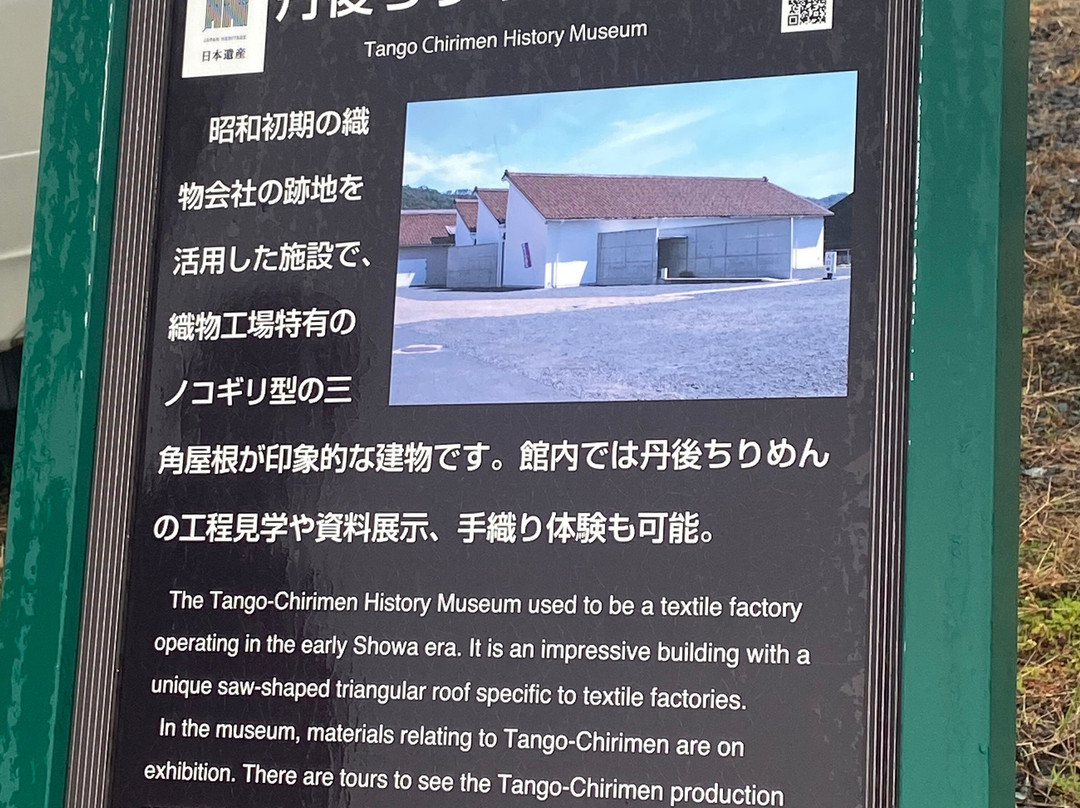 丹後ちり
JAPAN HERITAGE
日本遺産
Tango Chirimen History Museum
昭和初期の織
物会社の跡地を
活用した施設で、
織物工場特有の
ノコギリ型の三
角屋根が印象的な建物です。館内では丹後ちりめん
の工程見学や資料展示、手織り体験も可能。
The Tango-Chirimen History Museum used to be a textile factory
operating in the early Showa era. It is an impressive building with a
unique saw-shaped triangular roof specific to textile factories.
In the museum, materials relating to Tango-Chirimen are on
exhibition. There are tours to see the Tango-Chirimen production